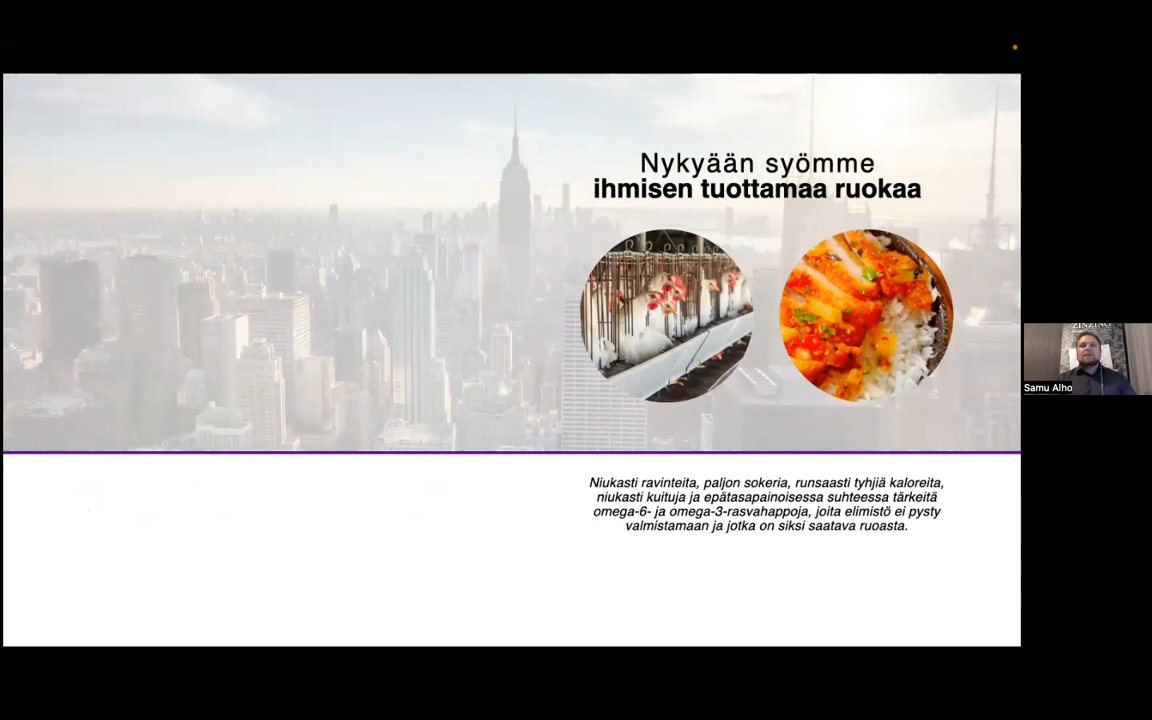 Nykyään syömme
ihmisen tuottamaa ruokaa
Niukasti ravinteita, paljon sokeria, runsaasti tyhjiä kaloreita,
niukasti kuituja ja epätasapainoisessa suhteessa tärkeitä
omega-6- ja omega-3-rasvahappoja, joita elimistö ei pysty
valmistamaan ja jotka on siksi saatava ruoasta.
ZINZINO
Samu Alho